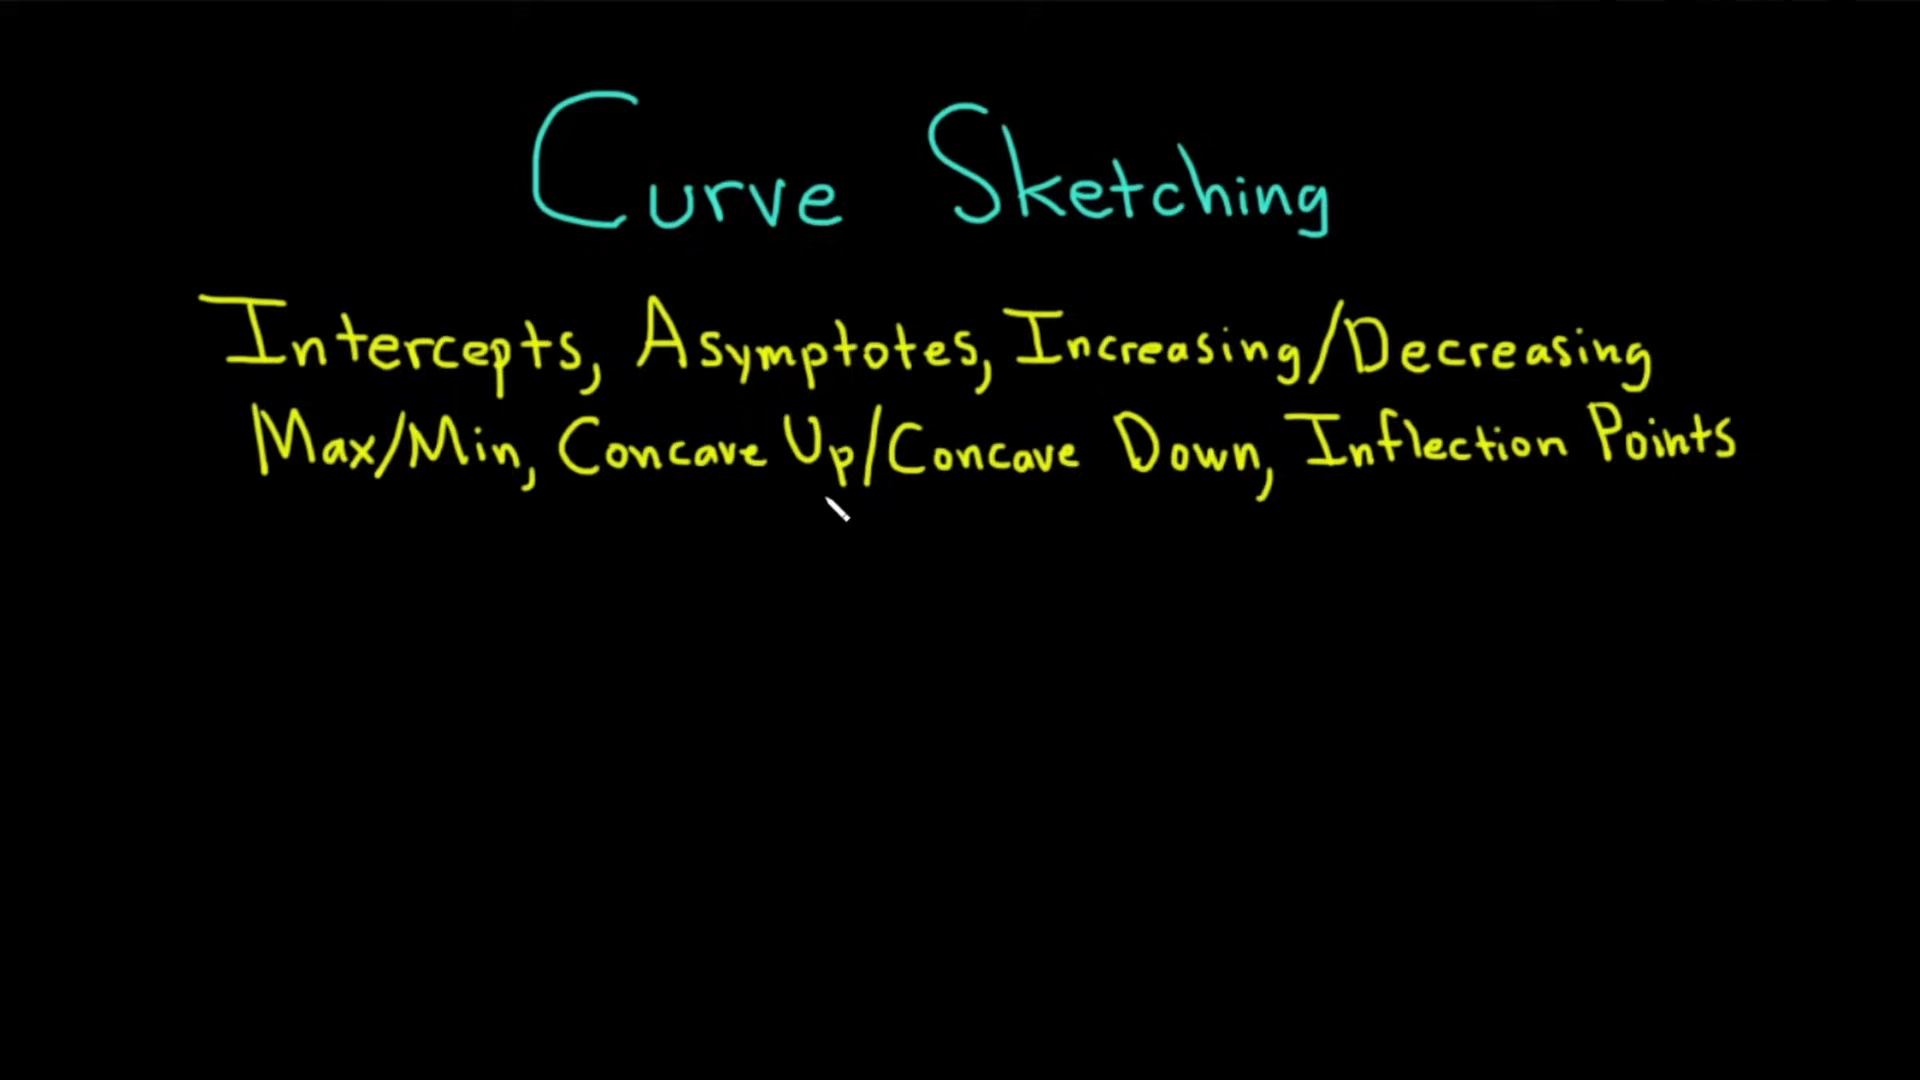 Curve Sketching
Intercepts, Asymptotes, Increasing/Decreasing
Max/Min, Concave Up/Concave Down, Inflection Points